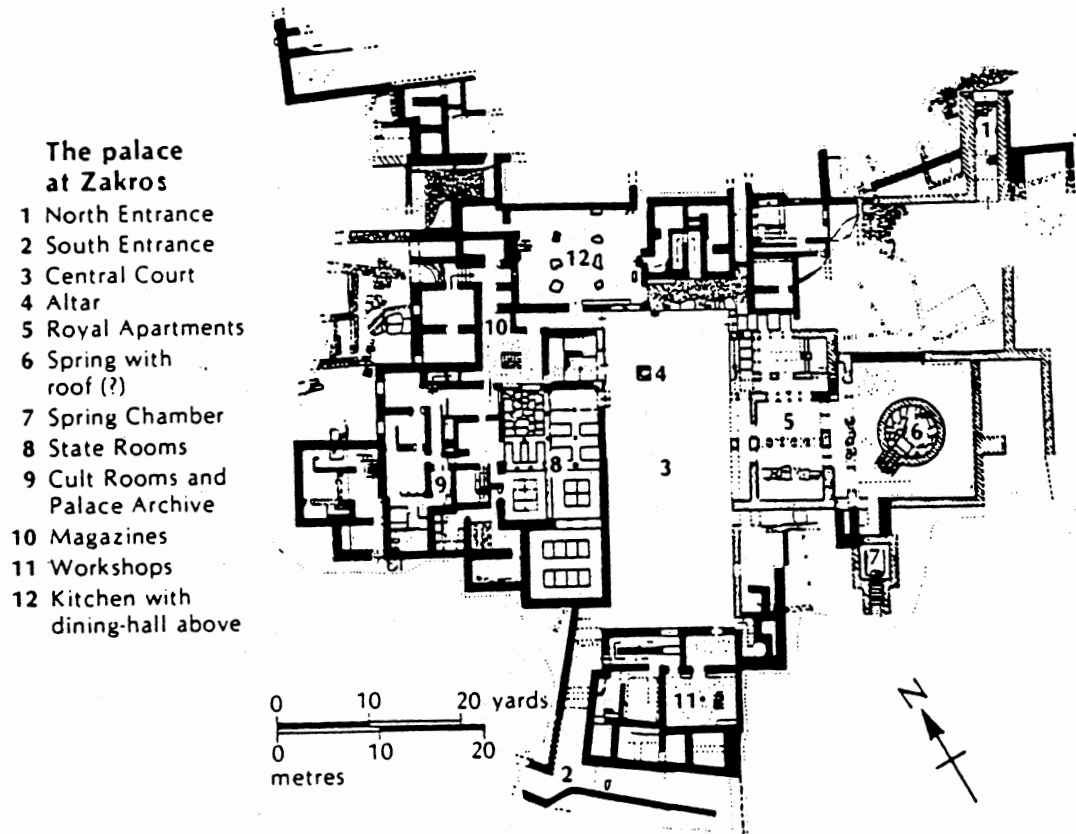 The palace
at Zakros
1 North Entrance
2 South Entrance
3 Central Court
4 Altar
5 Royal Apartments
6 Spring with
roof (?)
7 Spring Chamber
8 State Rooms
9 Cult Rooms and
Palace Archive
10 Magazines
11 Workshops
12 Kitchen with
dining-hall above
1
12
10
4
5
6
8
3
9
7
11
2
N
0 10 20 yards
0 10 20
metres